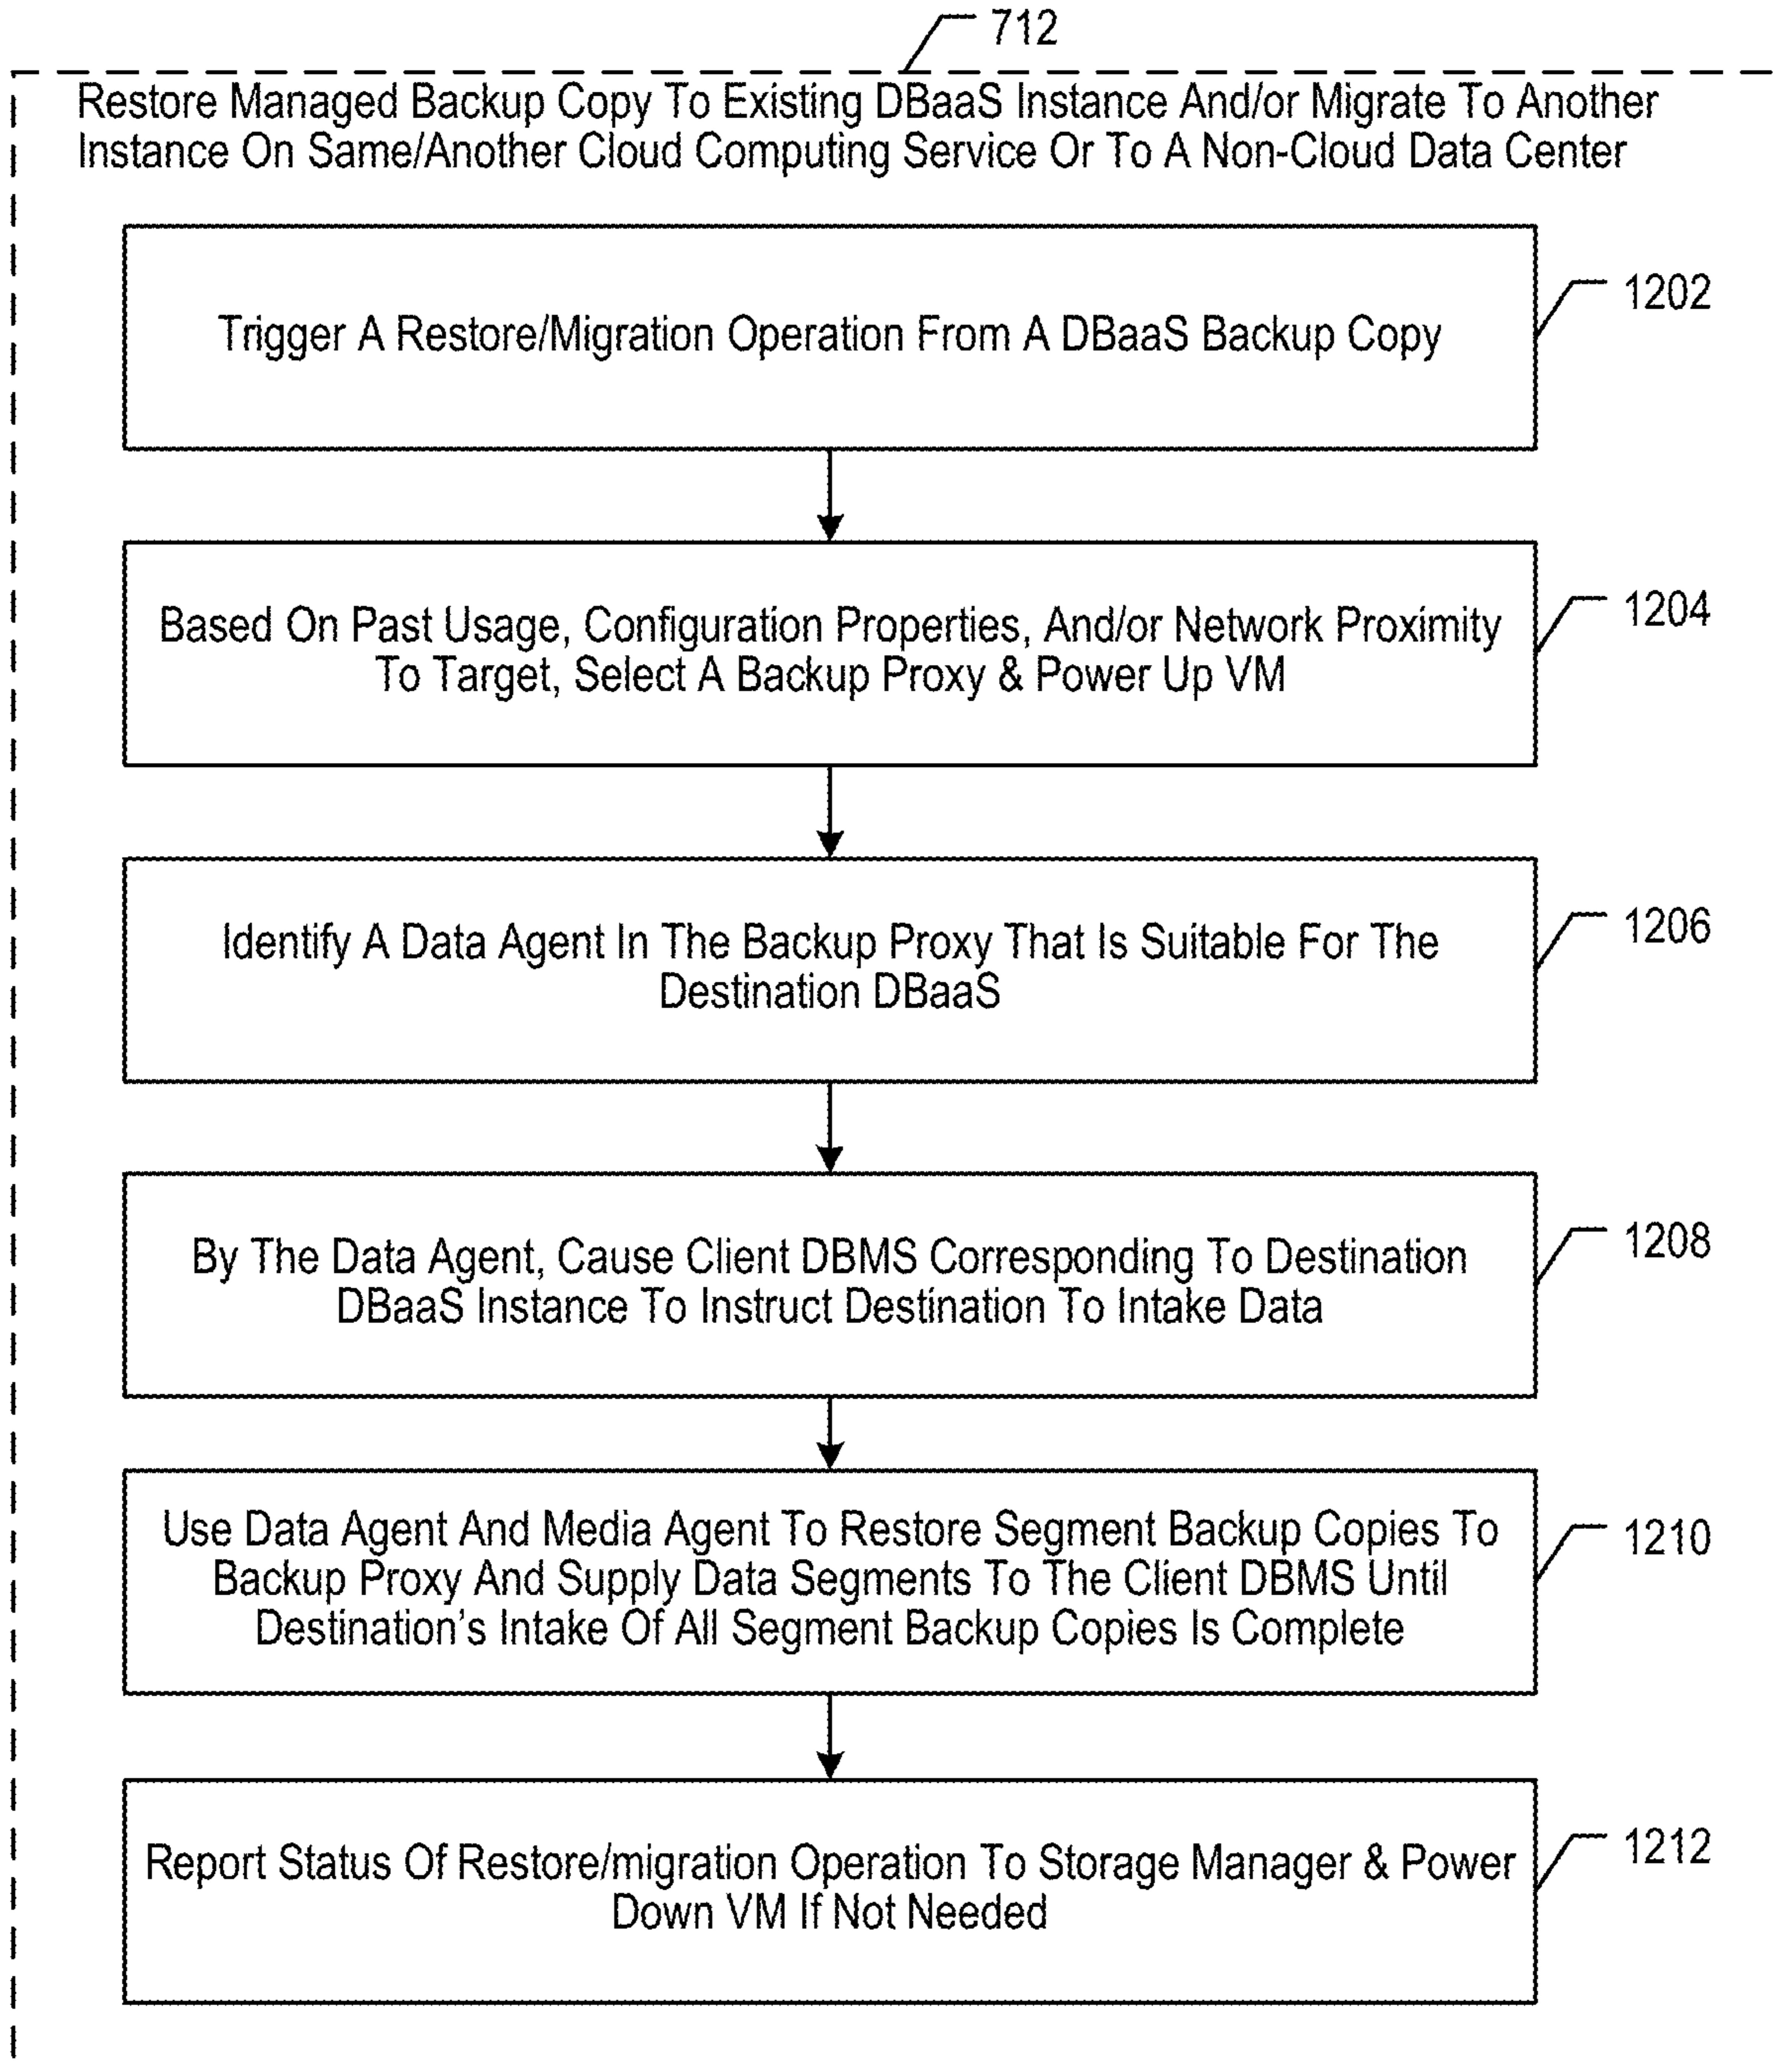 712
Restore Managed Backup Copy To Existing DBaaS Instance And/or Migrate To Another
Instance On Same/Another Cloud Computing Service Or To A Non-Cloud Data Center
Trigger A Restore/Migration Operation From A DBaaS Backup Copy
1202
Based On Past Usage, Configuration Properties, And/or Network Proximity
To Target, Select A Backup Proxy & Power Up VM
1204
Identify A Data Agent In The Backup Proxy That Is Suitable For The
Destination DBaaS
1206
By The Data Agent, Cause Client DBMS Corresponding To Destination
DBaaS Instance To Instruct Destination To Intake Data
1208
Use Data Agent And Media Agent To Restore Segment Backup Copies To
Backup Proxy And Supply Data Segments To The Client DBMS Until
Destination's Intake Of All Segment Backup Copies Is Complete
1210
Report Status Of Restore/migration Operation To Storage Manager & Power
Down VM If Not Needed
1212